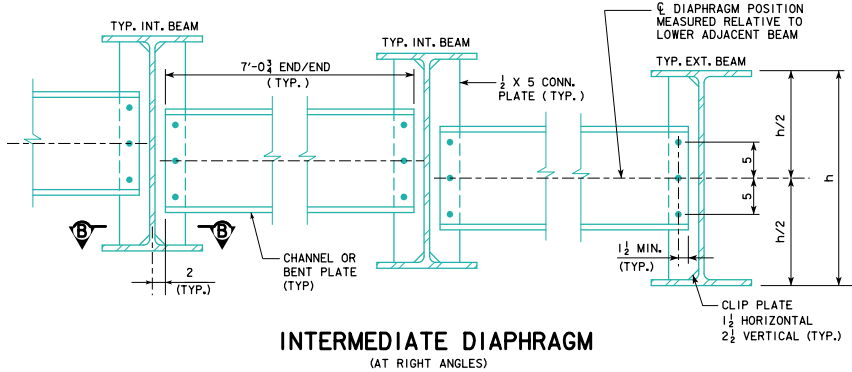 ℄ DIAPHRAGM POSITION
MEASURED RELATIVE TO
LOWER ADJACENT BEAM
TYP. INT. BEAM
TYP. INT. BEAM
TYP. EXT. BEAM
7'-0¾ END/END
(TYP.)
½ X 5 CONN.
PLATE (TYP.)
h/2
h
5
5
h/2
B
B
2
(TYP.)
CHANNEL OR
BENT PLATE
(TYP)
1½ MIN.
(TYP.)
CLIP PLATE
1½ HORIZONTAL
2½ VERTICAL (TYP.)
INTERMEDIATE DIAPHRAGM
(AT RIGHT ANGLES)